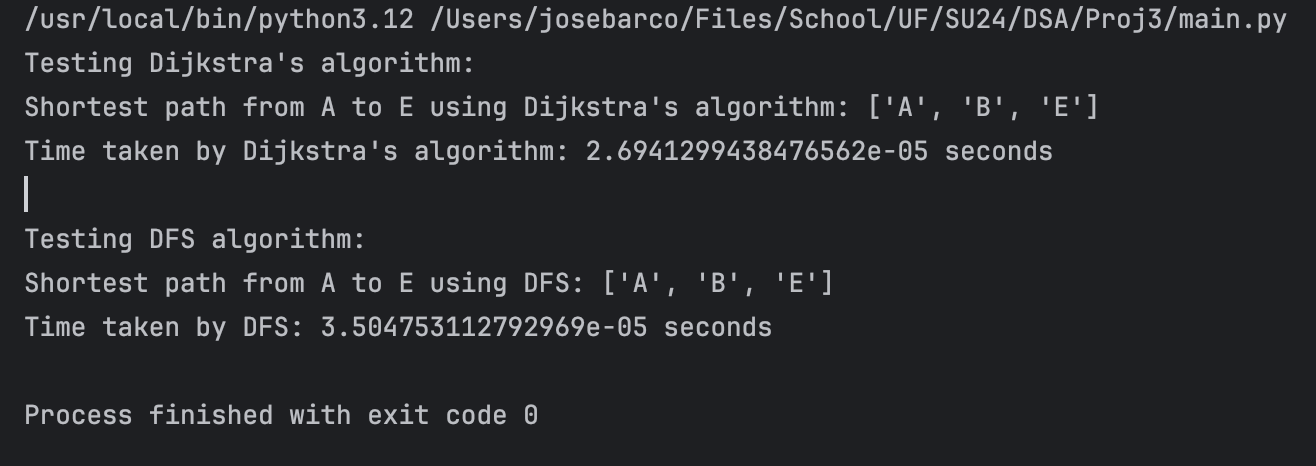 /usr/local/bin/python3.12 /Users/josebarco/Files/School/UF/SU24/DSA/Proj3/main.py
Testing Dijkstra's algorithm:
Shortest path from A to E using Dijkstra's algorithm: ['A', 'B', 'E']
Time taken by Dijkstra's algorithm: 2.6941299438476562e-05 seconds
Testing DFS algorithm:
Shortest path from A to E using DFS: ['A', 'B', 'E']
Time taken by DFS: 3.504753112792969e-05 seconds
Process finished with exit code 0